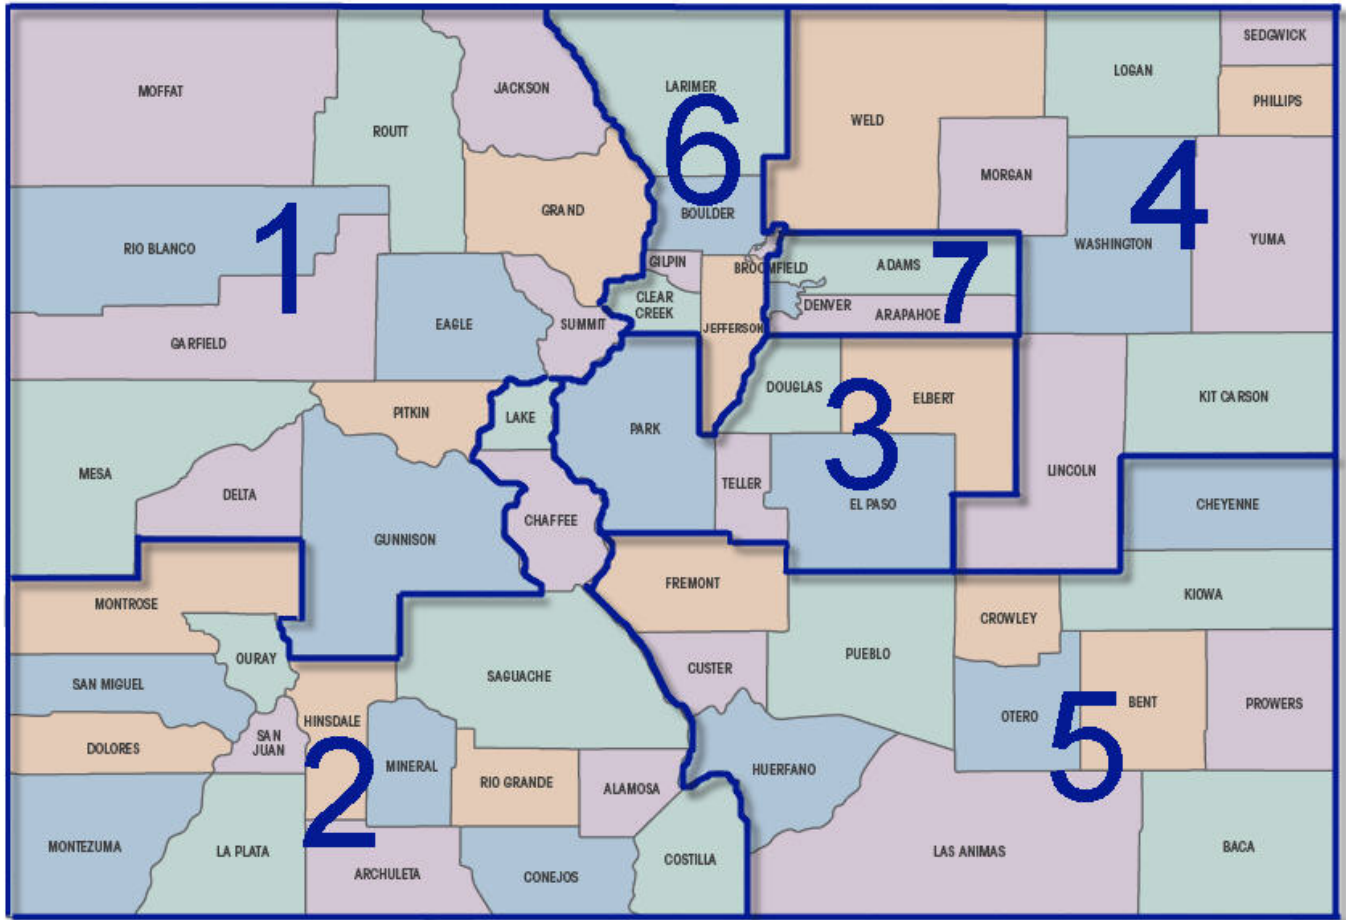 SEDGWICK
LOGAN
MOFFAT
JACKSON
LARIMER
PHILLIPS
ROUTT
6
WELD
4
MORGAN
GRAND
BOULDER
1
RIO BLANCO
WASHINGTON
YUMA
GILPIN
BROOMFIELD
ADAMS
7
CLEAR
CREEK
DENVER
ARAPAHOE
EAGLE
SUMMIT
JEFFERSON
GARFIELD
DOUGLAS
3
ELBERT
KIT CARSON
PITKIN
LAKE
PARK
MESA
LINCOLN
TELLER
DELTA
EL PASO
CHEYENNE
CHAFFEE
GUNNISON
FREMONT
KIOWA
MONTROSE
CROWLEY
OURAY
PUEBLO
CUSTER
SAGUACHE
SAN MIGUEL
BENT
PROWERS
OTERO
5
HINSDALE
SAN
JUAN
DOLORES
2
MINERAL
HUERFANO
RIO GRANDE
ALAMOSA
MONTEZUMA
LA PLATA
LAS ANIMAS
BACA
COSTILLA
ARCHULETA
CONEJOS